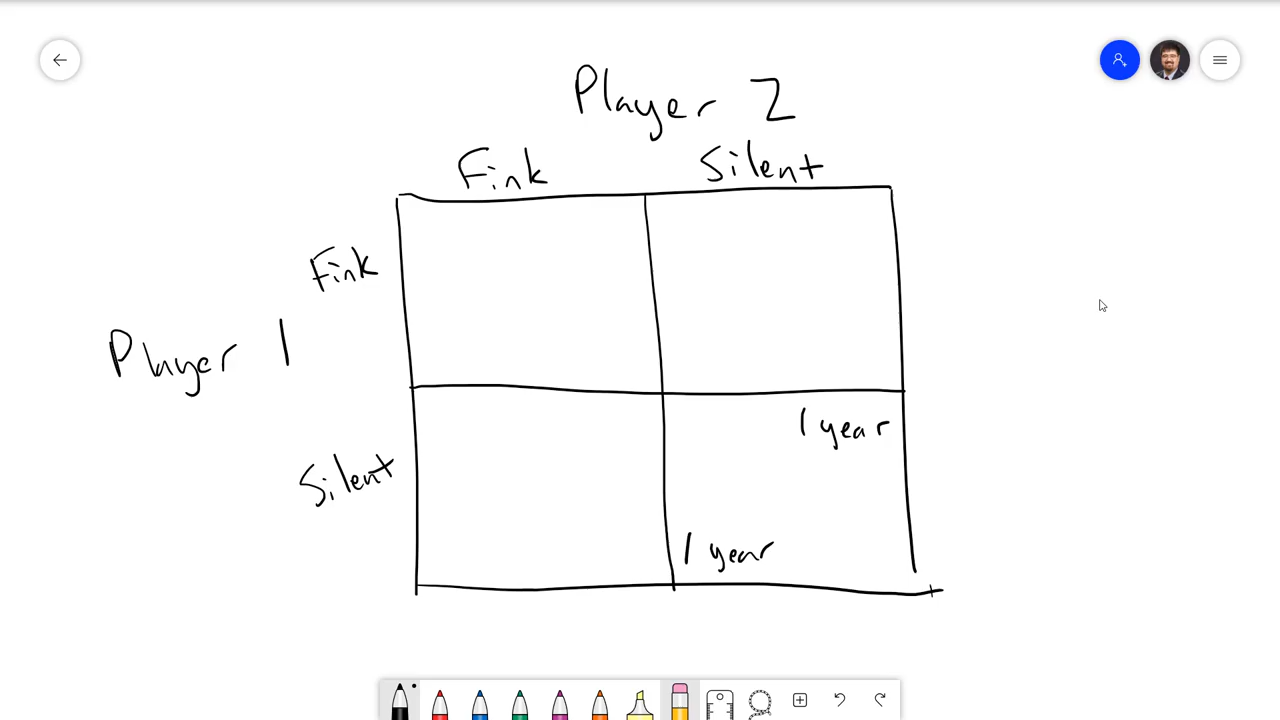 Player 2
Fink Silent
Fink
Player 1
1 year
Silent
1 year